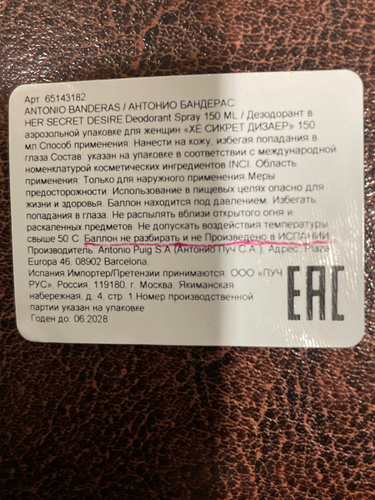 Арт. 65143182
ANTONIO BANDERAS / АНТОНИО БАНДЕРАС
HER SECRET DESIRE Deodorant Spray 150 ML / Дезодорант в
аэрозольной упаковке для женщин «ХЕ СИКРЕТ ДИЗАЕР» 150
мл.Способ применения: Нанести на кожу, избегая попадания в
глаза Состав: указан на упаковке в соответствии с международной
номенклатурой косметических ингредиентов INCI. Область
применения: Только для наружного применения.Меры
предосторожности: Использование в пищевых целях опасно для
жизни и здоровья. Баллон находится под давлением. Избегать
попадания в глаза. Не распылять вблизи открытого огня и
раскаленных предметов. Не допускать воздействия температуры
свыше 50 С. Баллон не разбирать и не Произведено в ИСПАНИИ
Производитель: Antonio Puig S.A.(Антонио Пуч С.А.), Адрес: Plaza
Europa 46. 08902 Barcelona.
Испания Импортер/Претензии принимаются: ООО «ПУЧ
РУС», Россия, 119180, г. Москва, Якиманская
набережная, д. 4, стр. 1.Номер производственной
партии указан на упаковке
Годен до: 06.2028
EAC